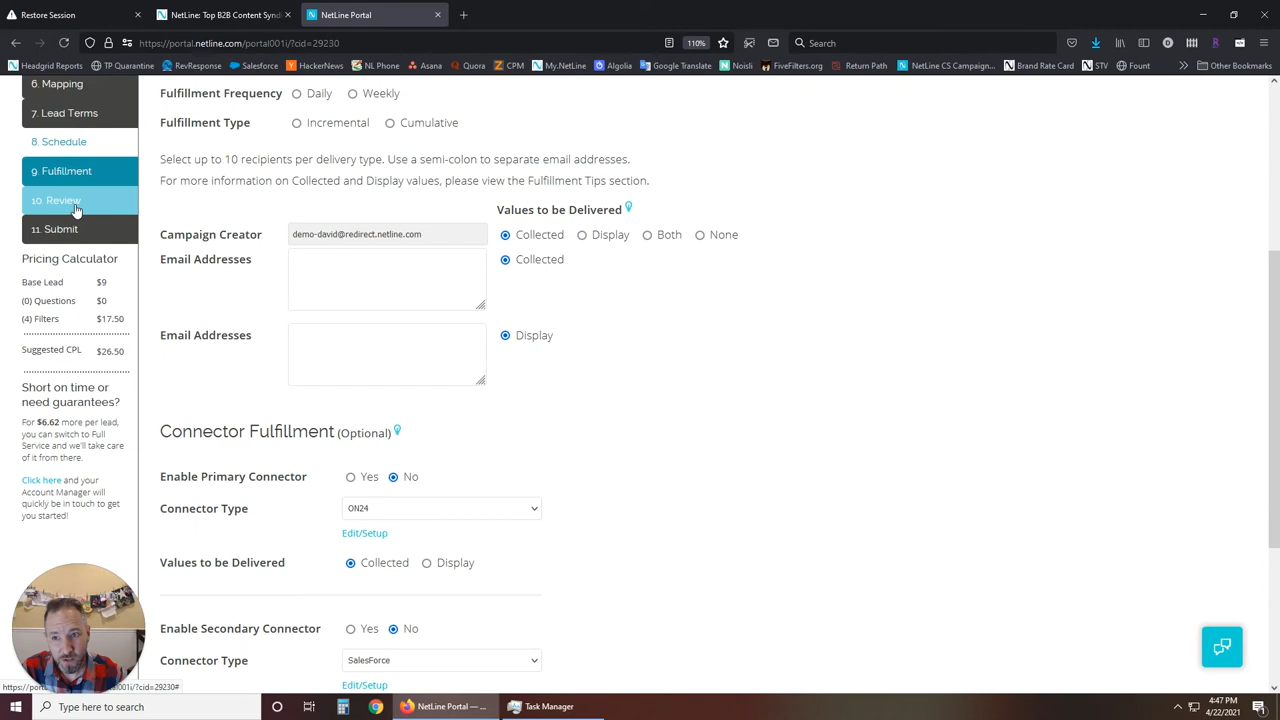 Restore Session
NetLine: Top B2B Content Syndi
NetLine Portal
https://portal.netline.com/portal001i/?cid=29230
110%
Search
Headgrid Reports
TP Quarantine
RevResponse
Salesforce
HackerNews
NL Phone
Asana
Quora
ZPM
My.NetLine
Algolia
Google Translate
Noisli
FiveFilters.org
Return Path
NetLine CS Campaign...
Brand Rate Card
STV
Fount
Other Bookmarks
6. Mapping
7. Lead Terms
8. Schedule
9. Fulfillment
10. Review
11. Submit
Pricing Calculator
Base Lead $9
(0) Questions $0
(4) Filters $17.50
Suggested CPL $26.50
Short on time or
need guarantees?
For $6.62 more per lead,
you can switch to Full
Service and we'll take care
of it from there.
Click here and your
Account Manager will
quickly be in touch to get
you started!
Fulfillment Frequency Daily Weekly
Fulfillment Type Incremental Cumulative
Select up to 10 recipients per delivery type. Use a semi-colon to separate email addresses.
For more information on Collected and Display values, please view the Fulfillment Tips section.
Values to be Delivered
Campaign Creator demo-david@redirect.netline.com Collected Display Both None
Email Addresses Collected
Email Addresses Display
Connector Fulfillment (Optional)
Enable Primary Connector Yes No
Connector Type ON24
Edit/Setup
Values to be Delivered Collected Display
Enable Secondary Connector Yes No
Connector Type SalesForce
Edit/Setup
Type here to search
NetLine Portal — ...
Task Manager
4:47 PM
4/22/2021